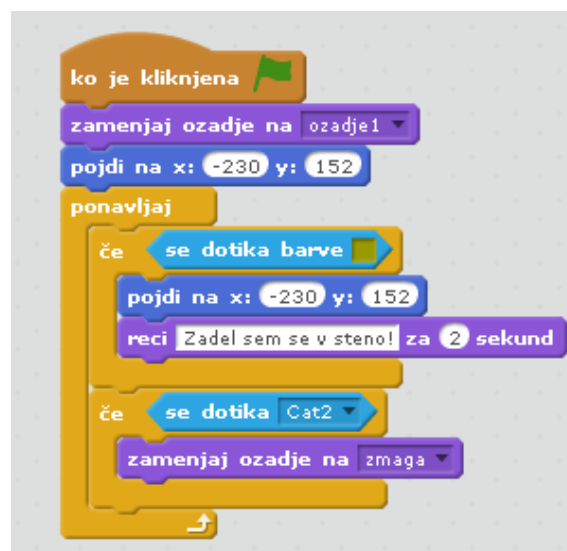 ko je kliknjena
zamenjaj ozadje na ozadje1
pojdi na x: -230 y: 152
ponavljaj
če se dotika barve
pojdi na x: -230 y: 152
reci Zadel sem se v steno! za 2 sekund
če se dotika Cat2
zamenjaj ozadje na zmaga